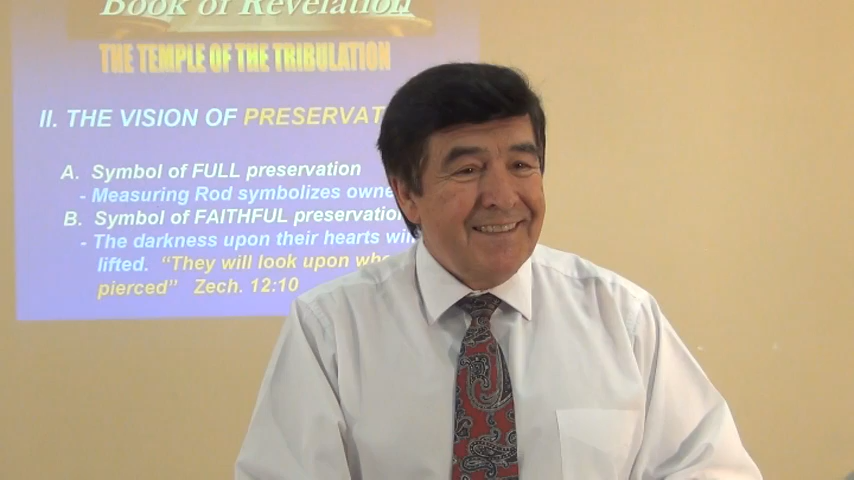 Book of Revelation
THE TEMPLE OF THE TRIBULATION
II. THE VISION OF
A. Symbol of FULL preservation
- Measuring Rod symbolizes
B. Symbol of FAITHFUL preservation
- The darkness upon their hearts
lifted. "They will look upon
pierced" Zech. 12:10